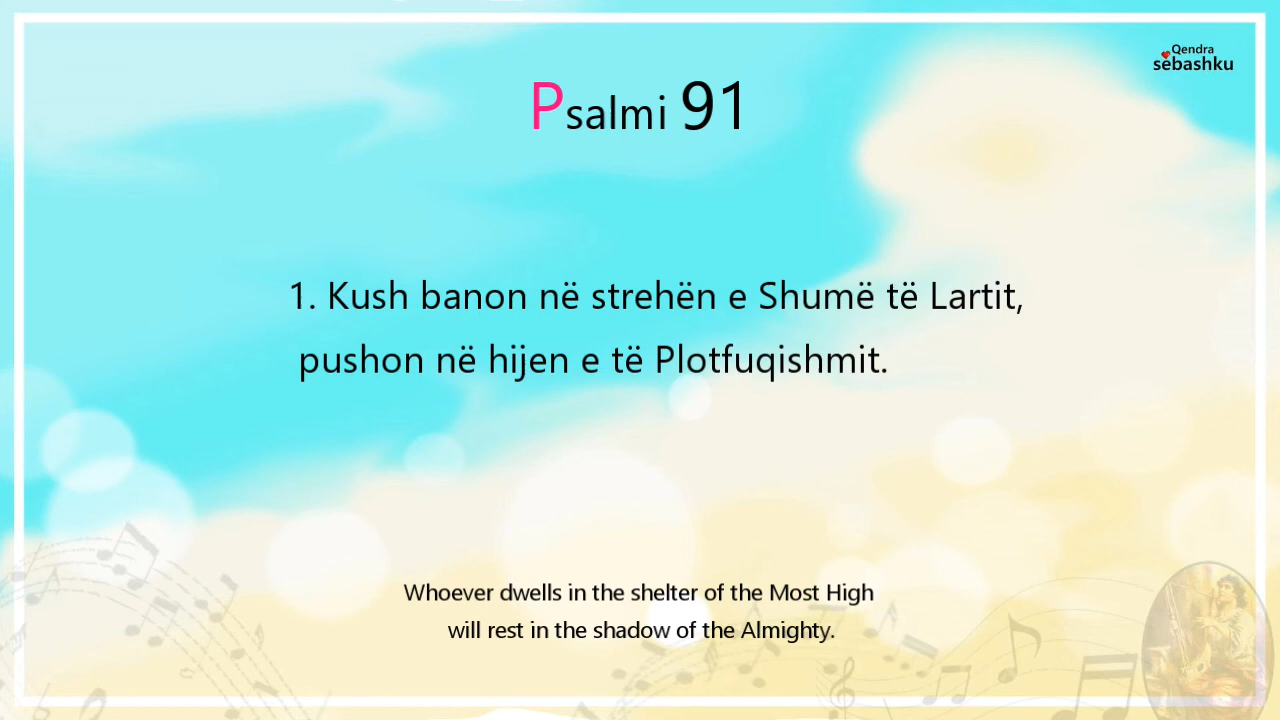 Qendra
sëbashku
Psalmi 91
1. Kush banon në strehën e Shumë të Lartit,
pushon në hijen e të Plotfuqishmit.
Whoever dwells in the shelter of the Most High
will rest in the shadow of the Almighty.